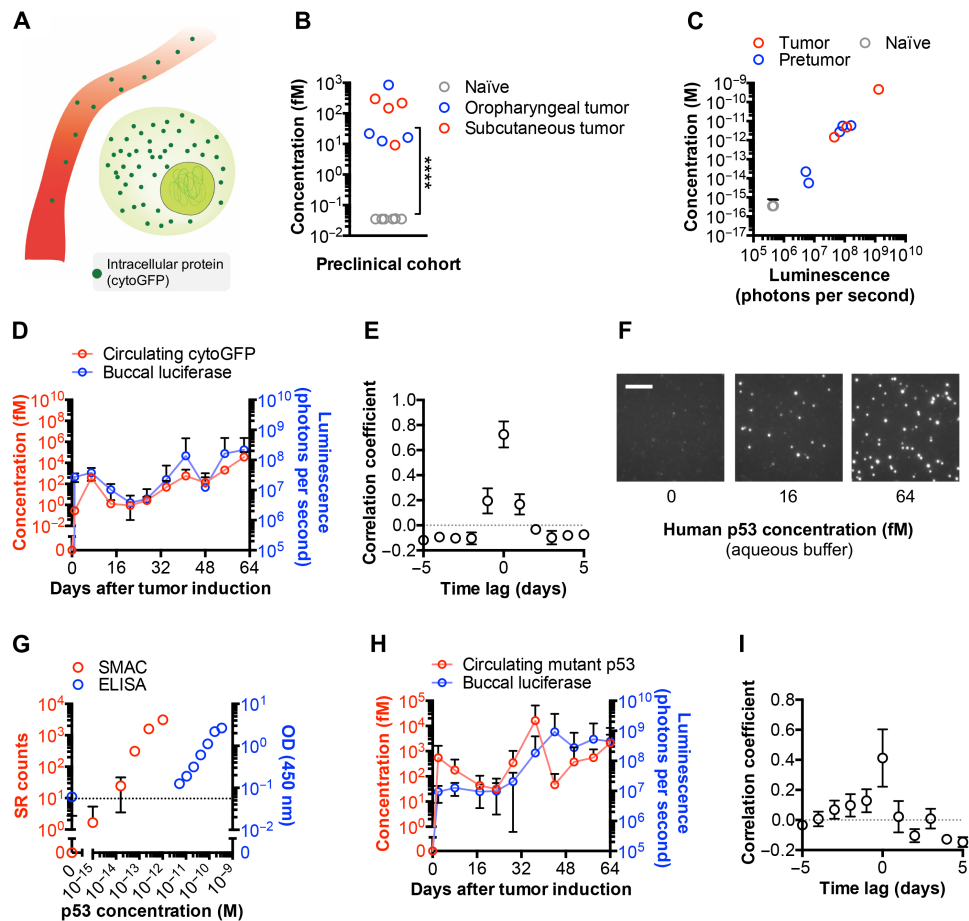 A
Intracellular protein
(cytoGFP)
B
Concentration (fM)
10³
10²
10¹
10⁰
10⁻¹
10⁻²
Naïve
Oropharyngeal tumor
Subcutaneous tumor
****
Preclinical cohort
C
Tumor
Naïve
Pretumor
Concentration (M)
10⁻⁹
10⁻¹⁰
10⁻¹¹
10⁻¹²
10⁻¹³
10⁻¹⁴
10⁻¹⁵
10⁻¹⁶
10⁻¹⁷
10⁵ 10⁶ 10⁷ 10⁸ 10⁹ 10¹⁰
Luminescence
(photons per second)
D
Circulating cytoGFP
Buccal luciferase
Concentration (fM)
10¹⁰
10⁸
10⁶
10⁴
10²
10⁰
10⁻²
0
10¹⁰
10⁹
10⁸
10⁷
10⁶
10⁵
Luminescence
(photons per second)
0 16 32 48 64
Days after tumor induction
E
Correlation coefficient
1.0
0.8
0.6
0.4
0.2
0.0
−0.2
−5 0 5
Time lag (days)
F
0 16 64
Human p53 concentration (fM)
(aqueous buffer)
G
SMAC
ELISA
SR counts
10⁴
10³
10²
10¹
10⁰
0
10¹
10⁰
10⁻¹
10⁻²
0
OD (450 nm)
0 10⁻¹⁵ 10⁻¹⁴ 10⁻¹³ 10⁻¹² 10⁻¹¹ 10⁻¹⁰ 10⁻⁹
p53 concentration (M)
H
Circulating mutant p53
Buccal luciferase
Concentration (fM)
10⁵
10⁴
10³
10²
10¹
10⁰
0
10¹⁰
10⁹
10⁸
10⁷
10⁶
10⁵
Luminescence
(photons per second)
0 16 32 48 64
Days after tumor induction
I
Correlation coefficient
0.8
0.6
0.4
0.2
0.0
−0.2
−5 0 5
Time lag (days)